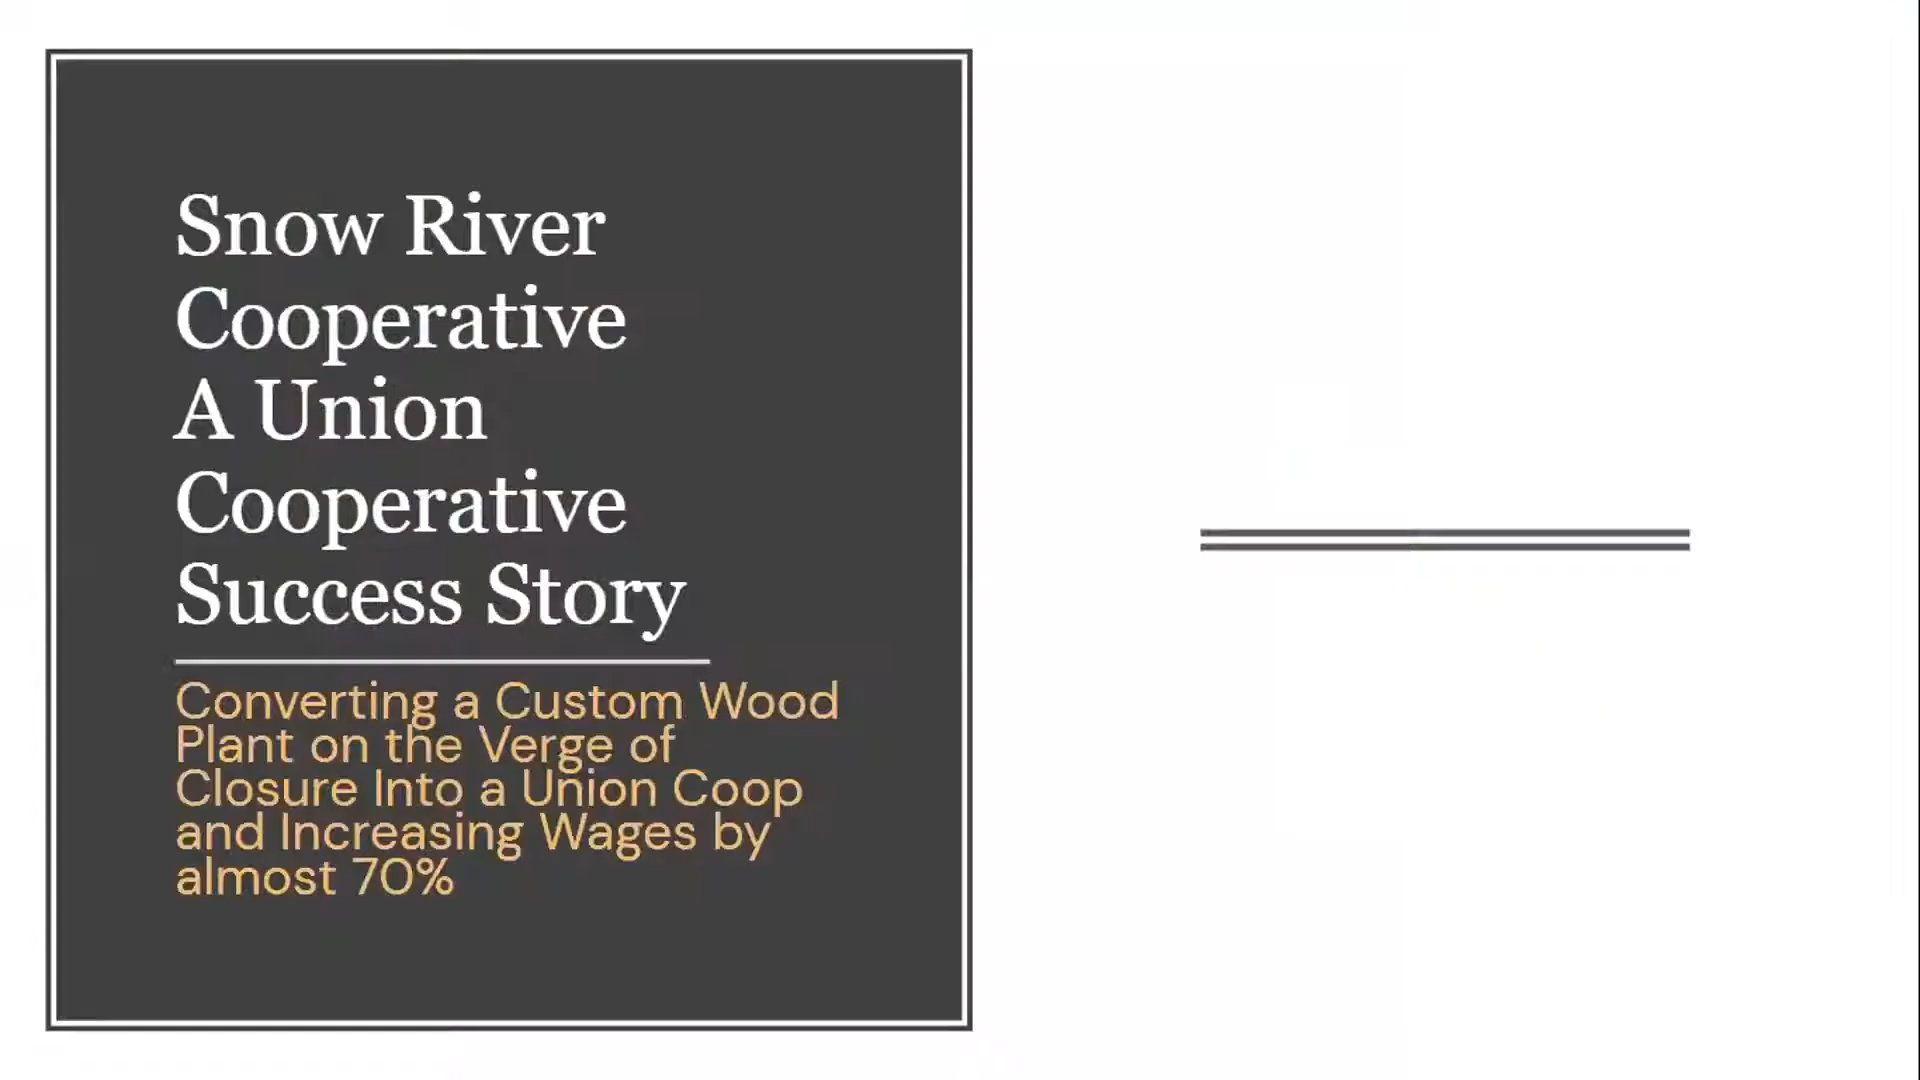 Snow River
Cooperative
A Union
Cooperative
Success Story
Converting a Custom Wood
Plant on the Verge of
Closure Into a Union Coop
and Increasing Wages by
almost 70%